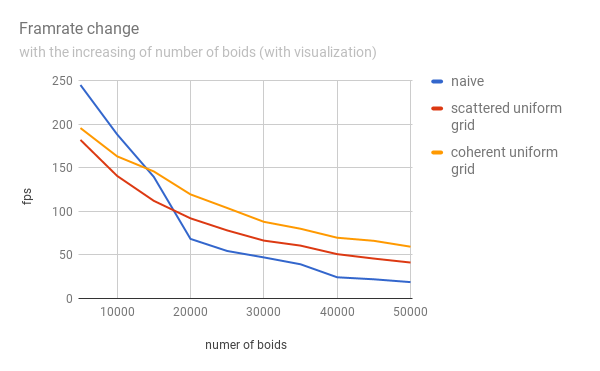 Framrate change
with the increasing of number of boids (with visualization)
250
200
150
100
50
0
fps
10000 20000 30000 40000 50000
numer of boids
naive
scattered uniform
grid
coherent uniform
grid